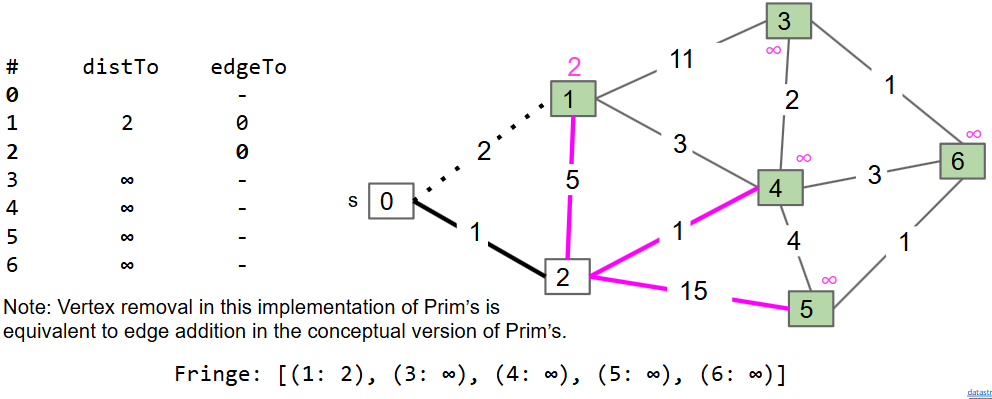 # distTo edgeTo
0 -
1 2 0
2 0
3 ∞ -
4 ∞ -
5 ∞ -
6 ∞ -
3
∞
11
1
2
1
2
2
3
∞
6
∞
4
3
2
5
s 0
1
1
4
1
2
15
∞
5
Note: Vertex removal in this implementation of Prim’s is
equivalent to edge addition in the conceptual version of Prim’s.
Fringe: [(1: 2), (3: ∞), (4: ∞), (5: ∞), (6: ∞)]
datastr